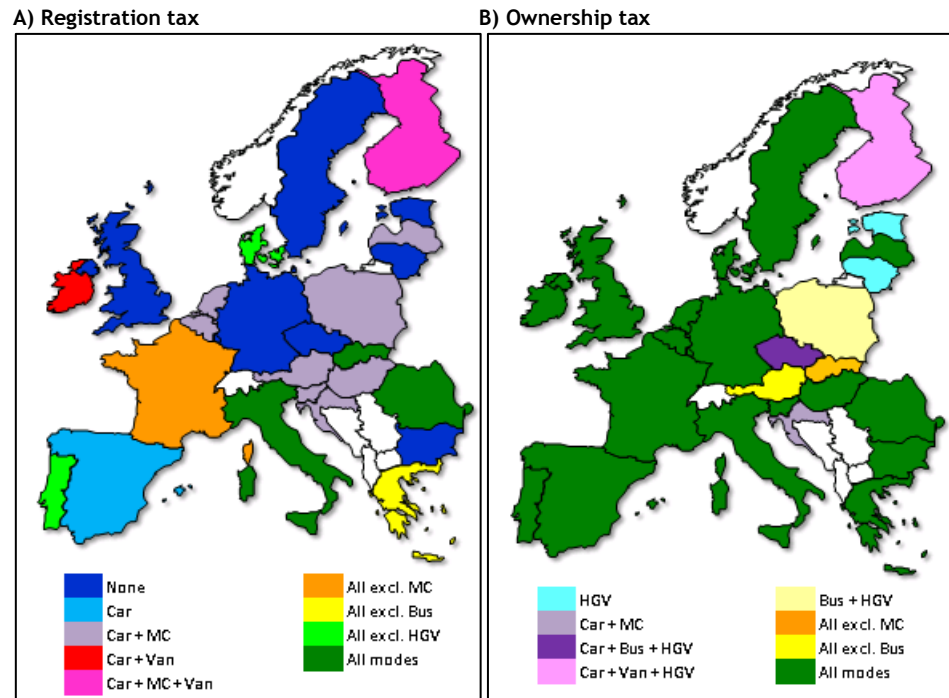 A) Registration tax
None
Car
Car + MC
Car + Van
Car + MC + Van
All excl. MC
All excl. Bus
All excl. HGV
All modes
B) Ownership tax
HGV
Car + MC
Car + Bus + HGV
Car + Van + HGV
Bus + HGV
All excl. MC
All excl. Bus
All modes